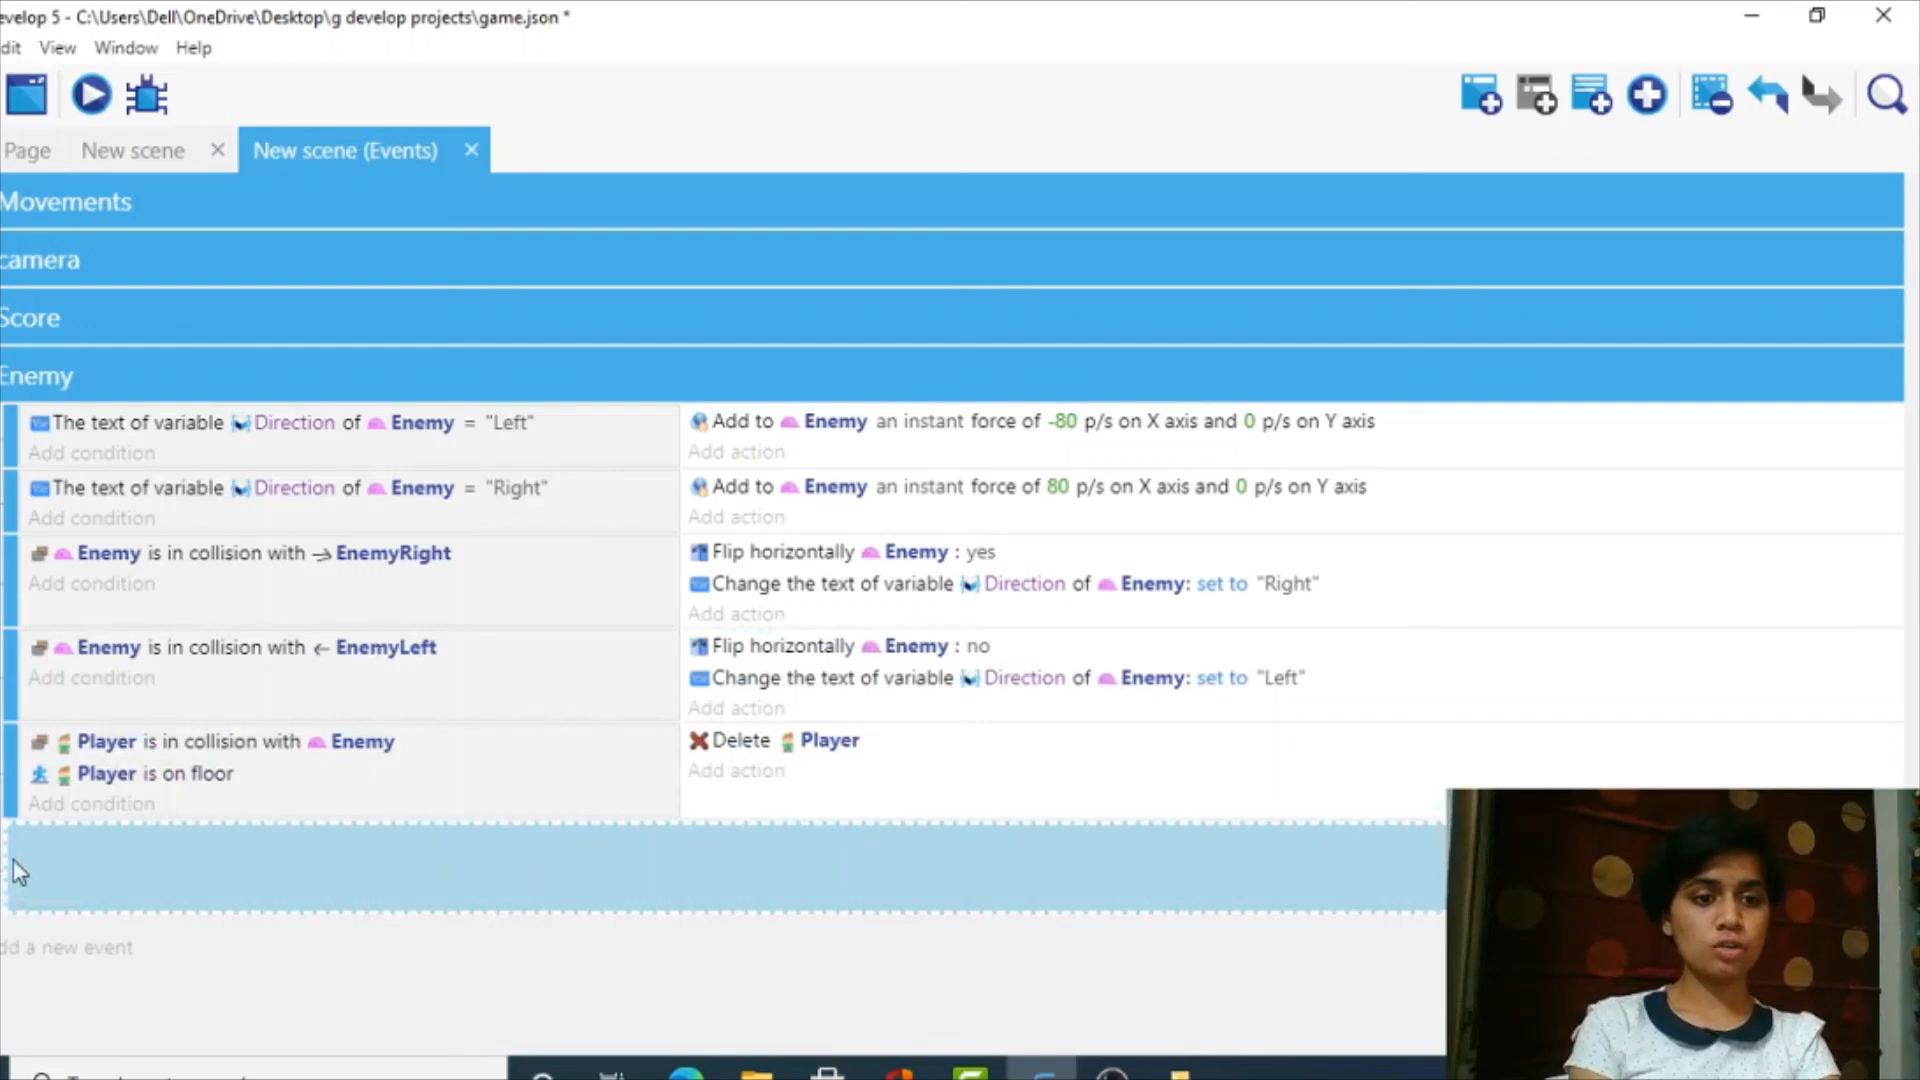 evelop 5 - C:\Users\Dell\OneDrive\Desktop\g develop projects\game.json *
dit View Window Help
Page New scene × New scene (Events) ×
Movements
camera
Score
Enemy
The text of variable Direction of Enemy = "Left" Add to Enemy an instant force of -80 p/s on X axis and 0 p/s on Y axis
Add condition Add action
The text of variable Direction of Enemy = "Right" Add to Enemy an instant force of 80 p/s on X axis and 0 p/s on Y axis
Add condition Add action
Enemy is in collision with EnemyRight Flip horizontally Enemy : yes
Add condition Change the text of variable Direction of Enemy: set to "Right"
Add action
Enemy is in collision with EnemyLeft Flip horizontally Enemy : no
Add condition Change the text of variable Direction of Enemy: set to "Left"
Add action
Player is in collision with Enemy Delete Player
Player is on floor Add action
Add condition
dd a new event